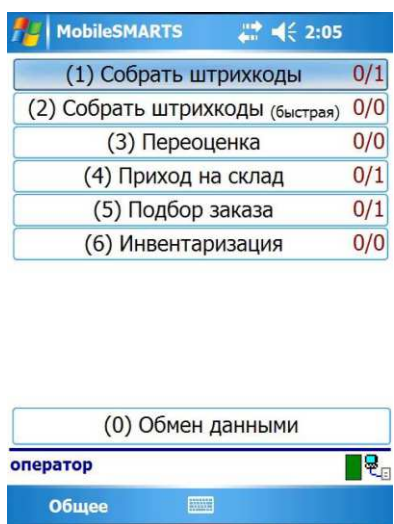 MobileSMARTS 2:05
(1) Собрать штрихкоды 0/1
(2) Собрать штрихкоды (быстрая) 0/0
(3) Переоценка 0/0
(4) Приход на склад 0/1
(5) Подбор заказа 0/1
(6) Инвентаризация 0/0
(0) Обмен данными
оператор
Общее